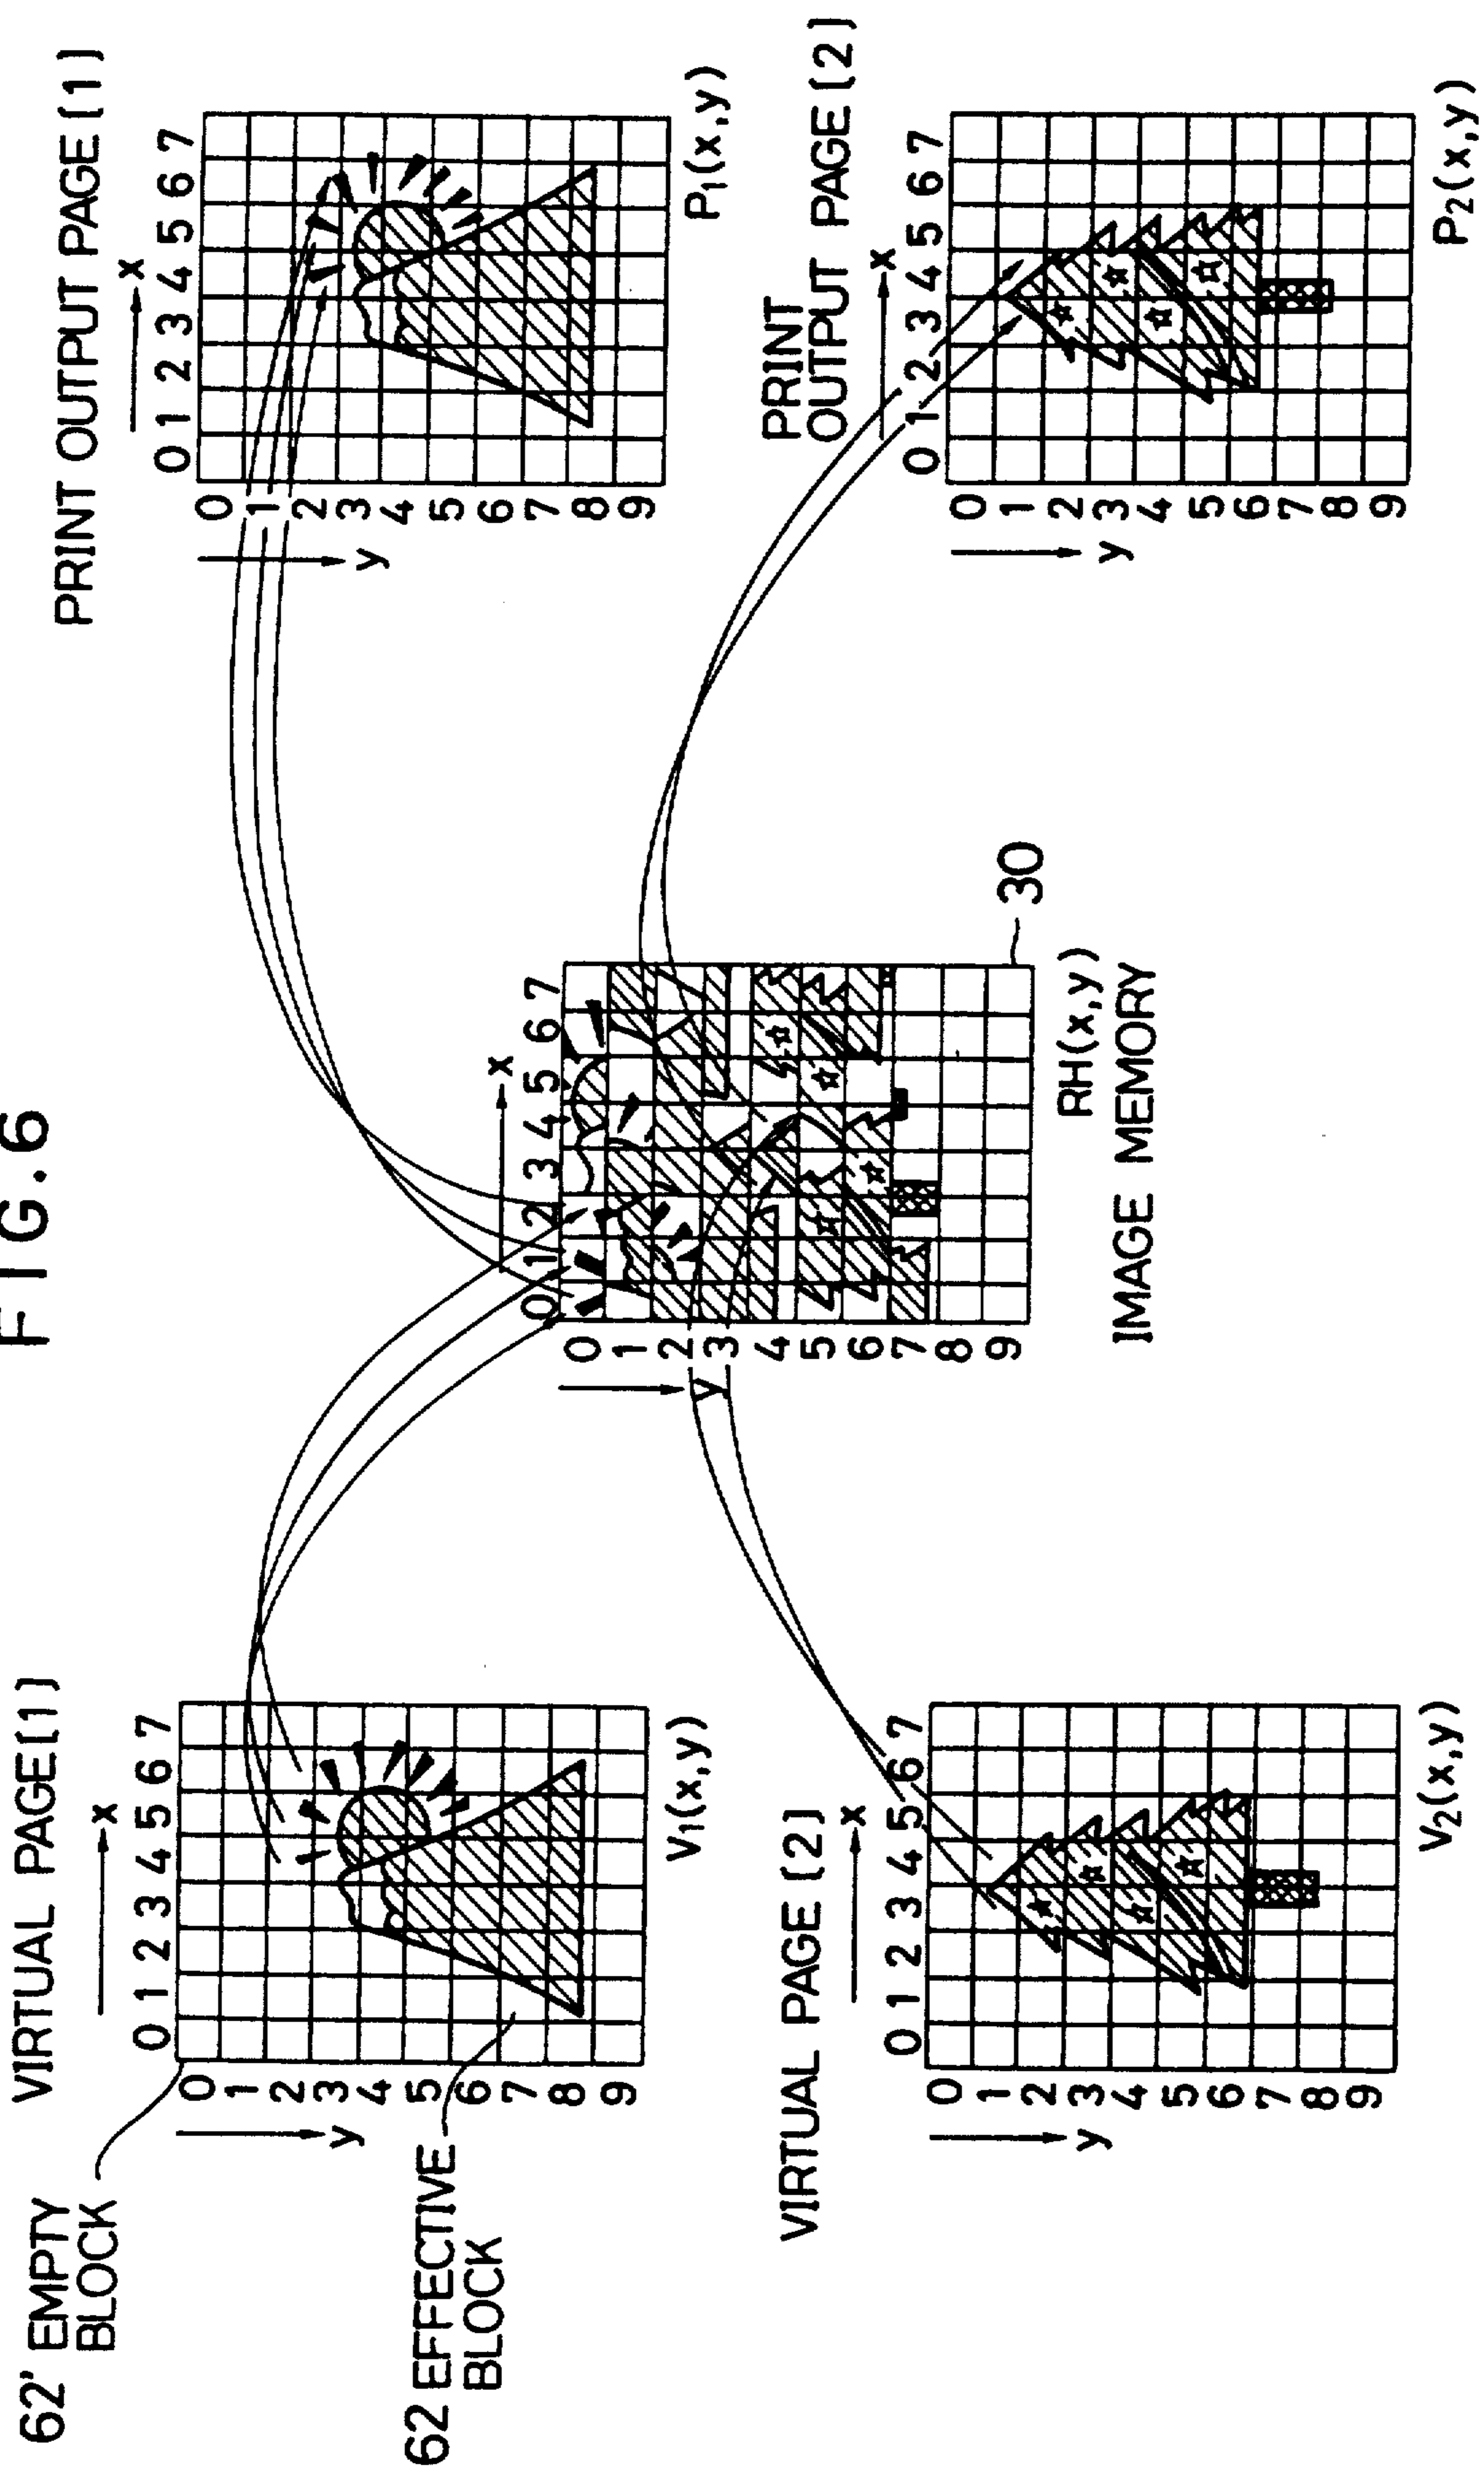 FIG.6
62' EMPTY
BLOCK
62 EFFECTIVE
BLOCK
VIRTUAL PAGE[1]
x
0 1 2 3 4 5 6 7
y
0
1
2
3
4
5
6
7
8
9
V1(x,y)
VIRTUAL PAGE [2]
x
0 1 2 3 4 5 6 7
y
0
1
2
3
4
5
6
7
8
9
V2(x,y)
x
0 1 2 3 4 5 6 7
y
0
1
2
3
4
5
6
7
8
9
30
RH(x,y)
IMAGE MEMORY
PRINT OUTPUT PAGE [1]
x
0 1 2 3 4 5 6 7
y
0
1
2
3
4
5
6
7
8
9
P1(x,y)
PRINT
OUTPUT PAGE [2]
x
0 1 2 3 4 5 6 7
y
0
1
2
3
4
5
6
7
8
9
P2(x,y)